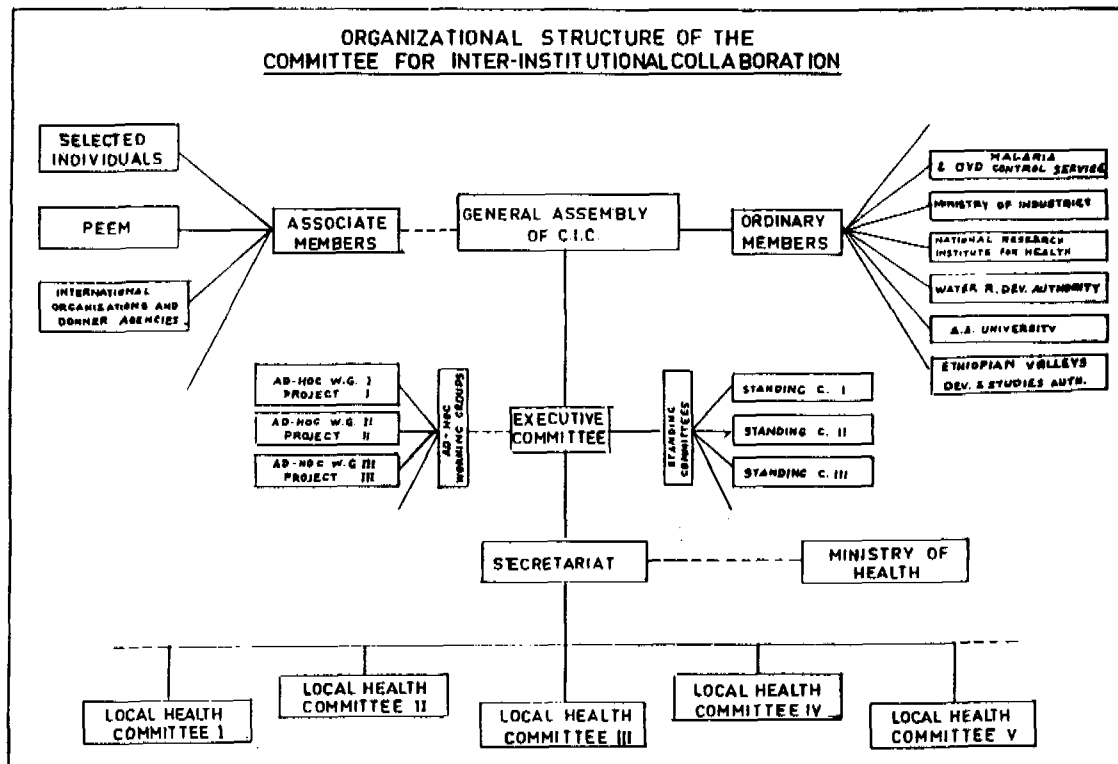 ORGANIZATIONAL STRUCTURE OF THE
COMMITTEE FOR INTER-INSTITUTIONAL COLLABORATION
SELECTED
INDIVIDUALS
PEEM
INTERNATIONAL
ORGANIZATIONS AND
DONNER AGENCIES
ASSOCIATE
MEMBERS
GENERAL ASSEMBLY
OF C.I.C.
ORDINARY
MEMBERS
MALARIA
& OVD CONTROL SERVICE
MINISTRY OF INDUSTRIES
NATIONAL RESEARCH
INSTITUTE FOR HEALTH
WATER R. DEV. AUTHORITY
A.A. UNIVERSITY
ETHIOPIAN VALLEYS
DEV. & STUDIES AUTH.
AD-HOC W.G. I
PROJECT I
AD-HOC W.G. II
PROJECT II
AD-HOC W.G III
PROJECT III
AD-HOC
WORKING GROUPS
EXECUTIVE
COMMITTEE
STANDING
COMMITTEES
STANDING C. I
STANDING C. II
STANDING C. III
SECRETARIAT
MINISTRY OF
HEALTH
LOCAL HEALTH
COMMITTEE I
LOCAL HEALTH
COMMITTEE II
LOCAL HEALTH
COMMITTEE III
LOCAL HEALTH
COMMITTEE IV
LOCAL HEALTH
COMMITTEE V